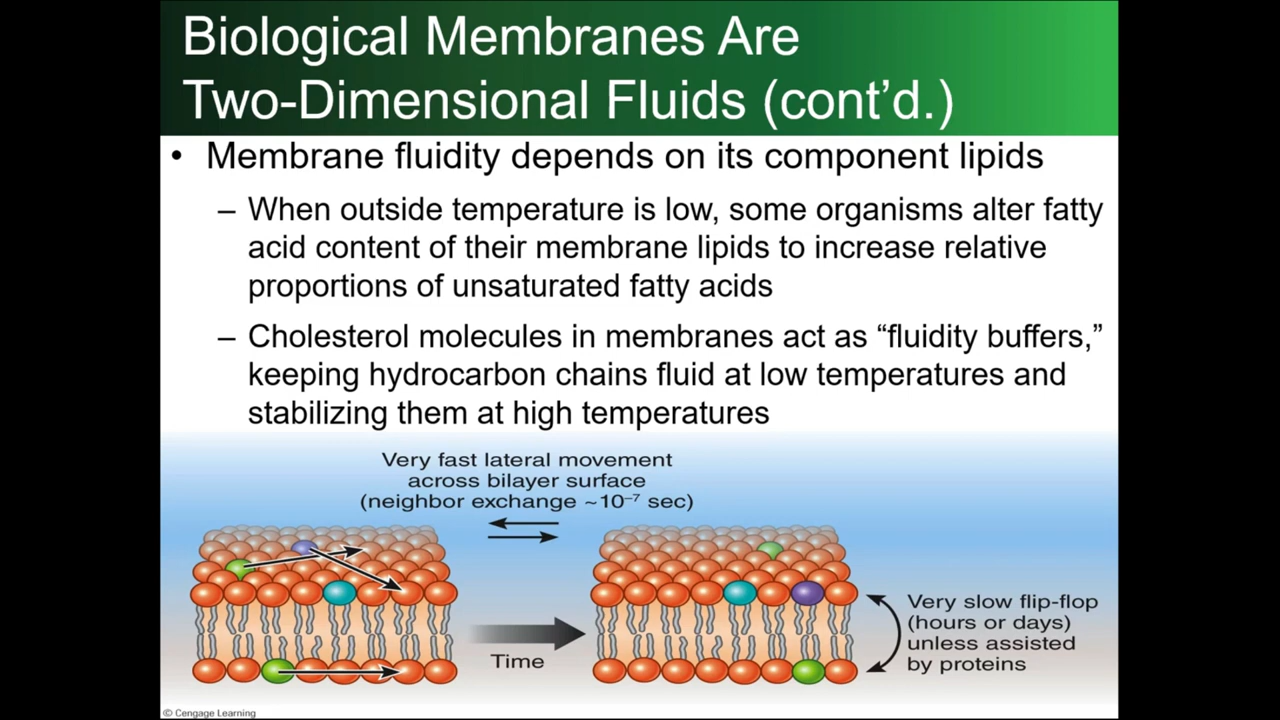 Biological Membranes Are
Two-Dimensional Fluids (cont’d.)
• Membrane fluidity depends on its component lipids
– When outside temperature is low, some organisms alter fatty
acid content of their membrane lipids to increase relative
proportions of unsaturated fatty acids
– Cholesterol molecules in membranes act as “fluidity buffers,”
keeping hydrocarbon chains fluid at low temperatures and
stabilizing them at high temperatures
Very fast lateral movement
across bilayer surface
(neighbor exchange ~10⁻⁷ sec)
Time
Very slow flip-flop
(hours or days)
unless assisted
by proteins
© Cengage Learning